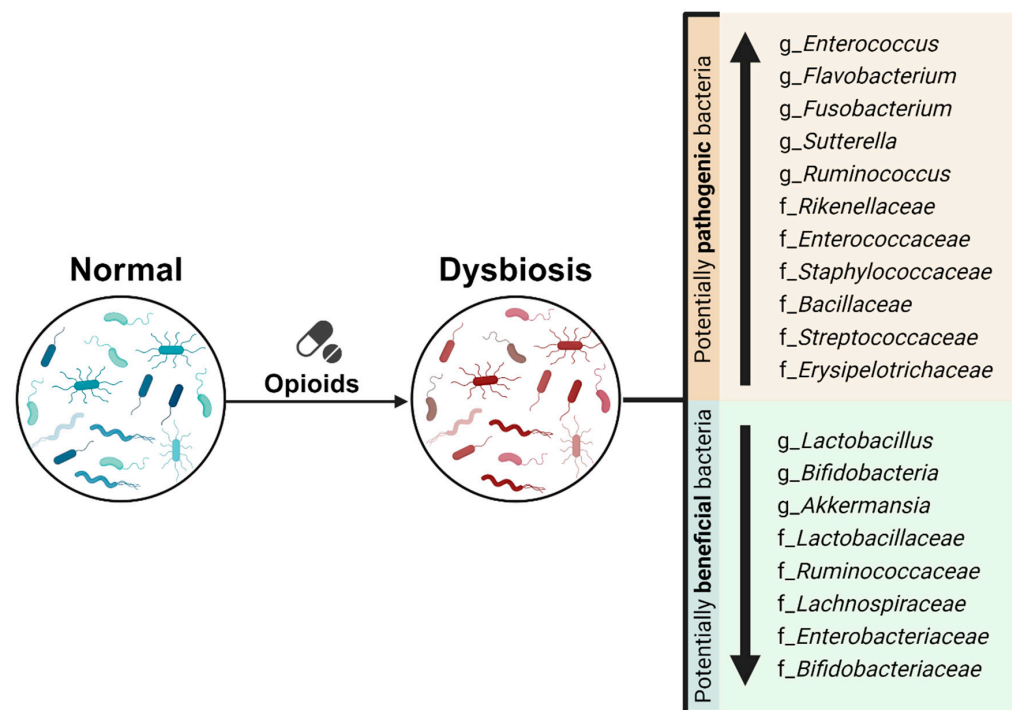 Normal
Opioids
Dysbiosis
Potentially pathogenic bacteria
g_Enterococcus
g_Flavobacterium
g_Fusobacterium
g_Sutterella
g_Ruminococcus
f_Rikenellaceae
f_Enterococcaceae
f_Staphylococcaceae
f_Bacillaceae
f_Streptococcaceae
f_Erysipelotrichaceae
Potentially beneficial bacteria
g_Lactobacillus
g_Bifidobacteria
g_Akkermansia
f_Lactobacillaceae
f_Ruminococcaceae
f_Lachnospiraceae
f_Enterobacteriaceae
f_Bifidobacteriaceae